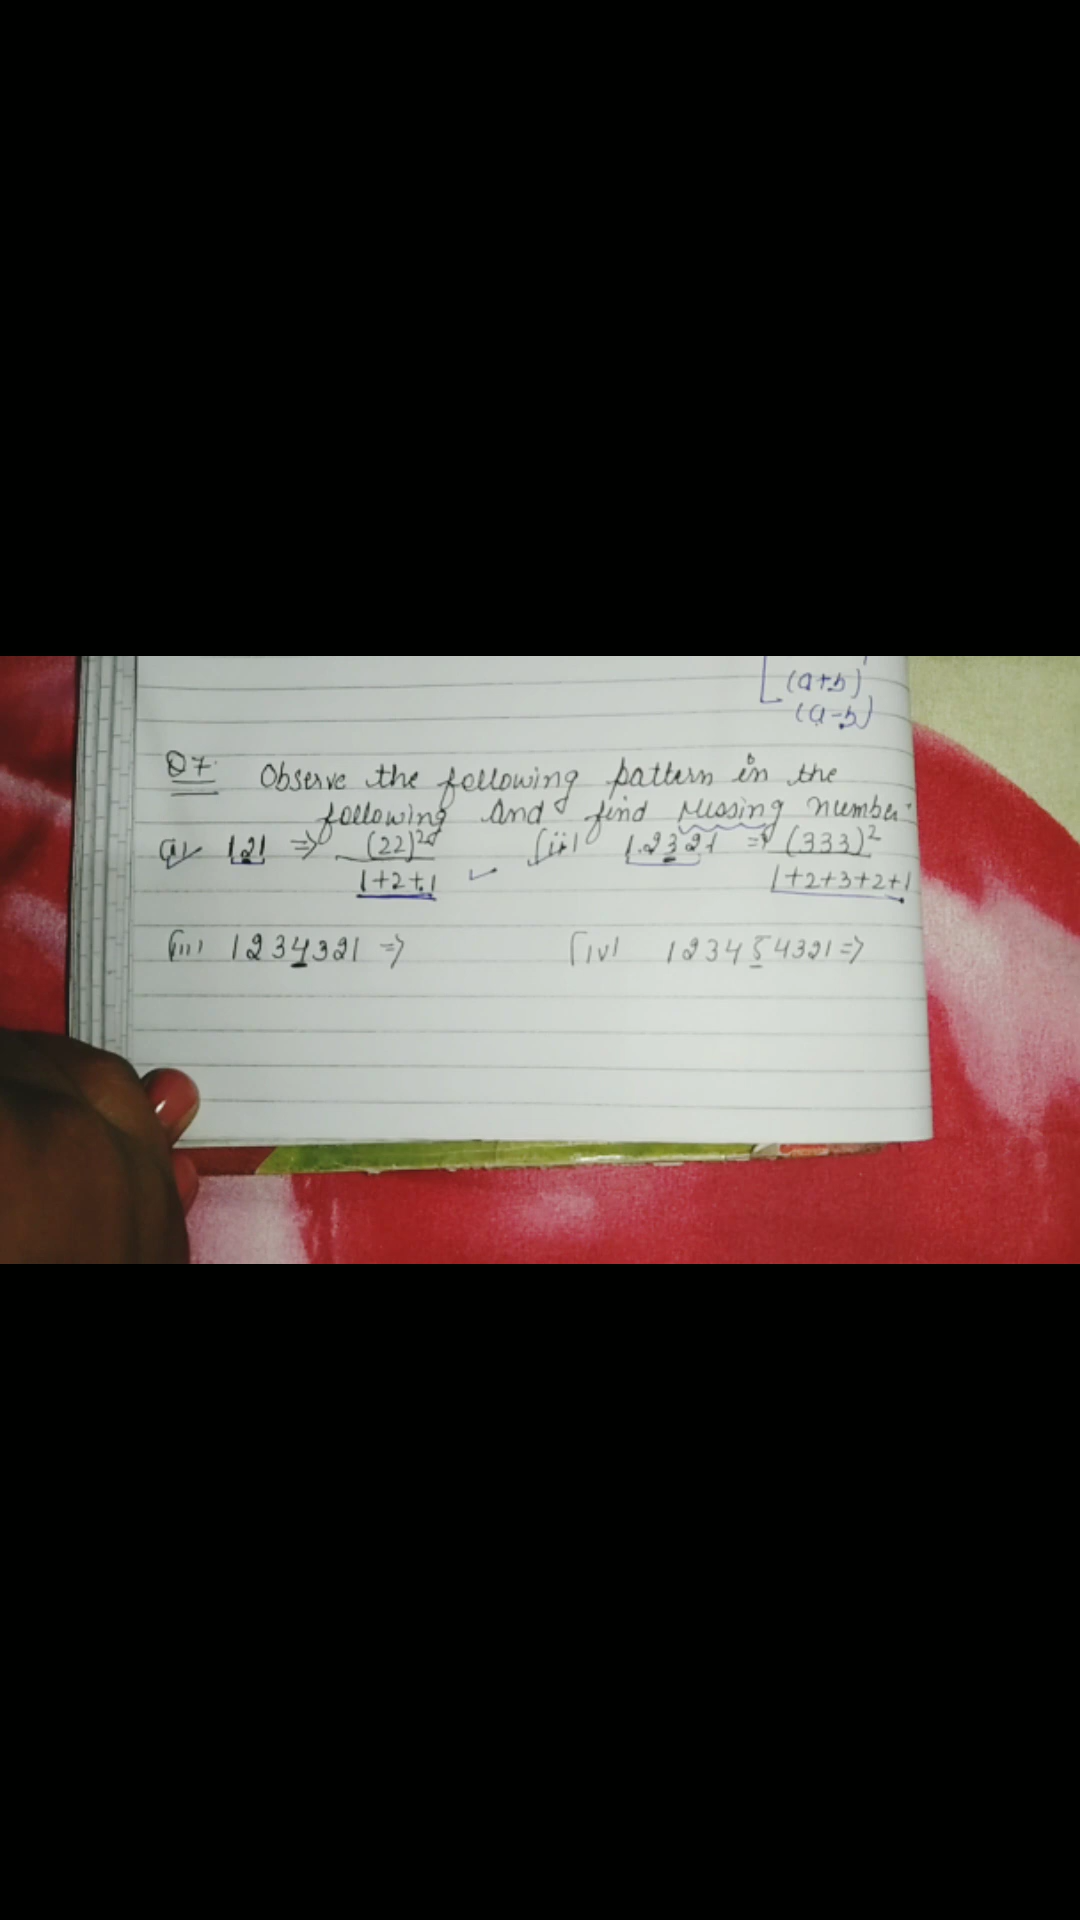 (a+b)
(a-b)
Q7. Observe the following pattern in the
following and find missing number:
(i) 121 ⇒ (22)²
1+2+1
(ii) 12321 ⇒ (333)²
1+2+3+2+1
(iii) 1234321 ⇒
(iv) 123454321 ⇒